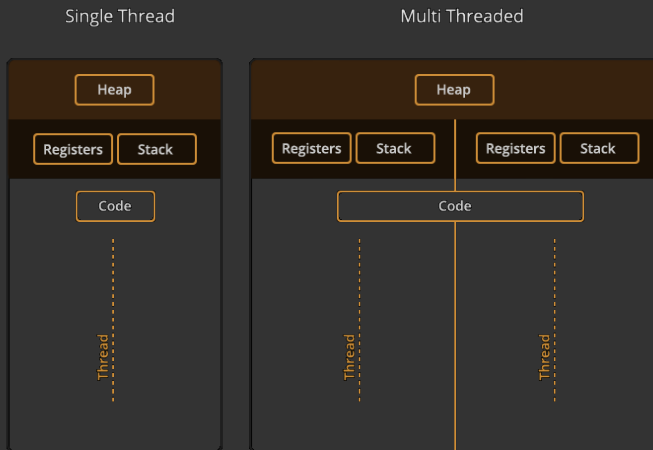 Single Thread
Multi Threaded
Heap
Heap
Registers
Stack
Registers
Stack
Registers
Stack
Code
Code
Thread
Thread
Thread